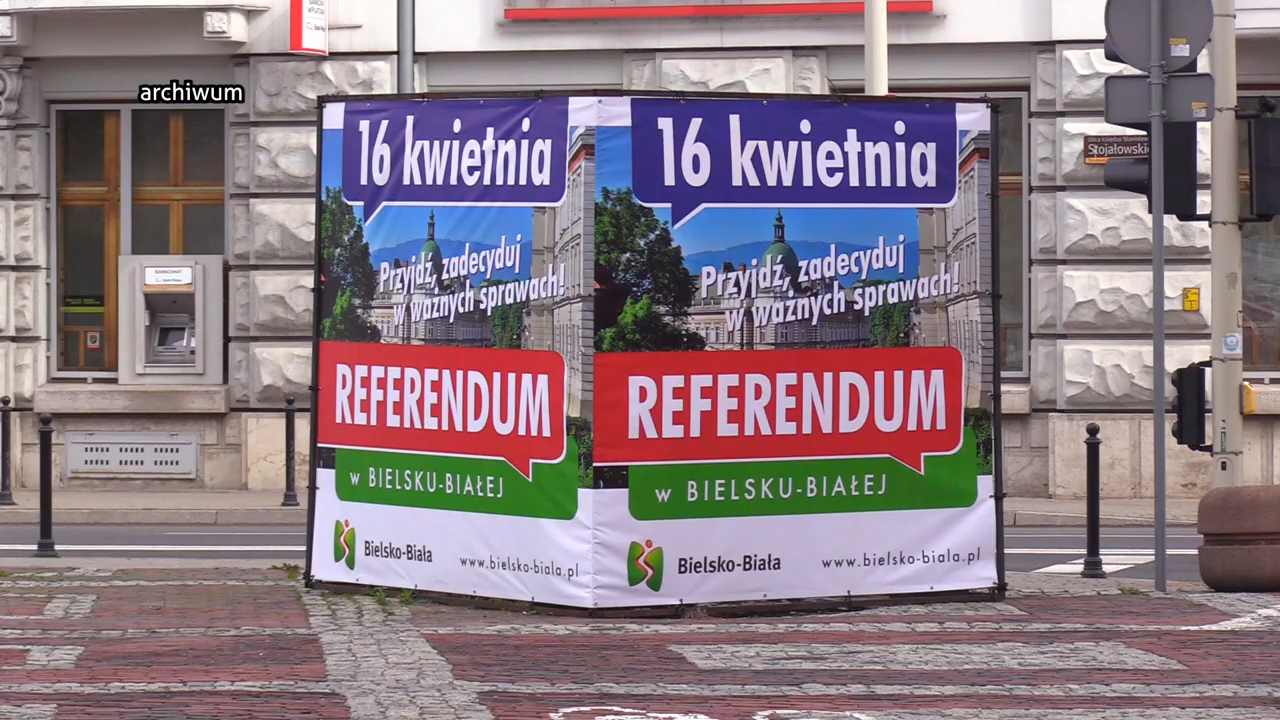 archiwum
16 kwietnia
Przyjdź, zadecyduj
w ważnych sprawach!
REFERENDUM
w BIELSKU-BIAŁEJ
Bielsko-Biała
www.bielsko-biala.pl
16 kwietnia
Przyjdź, zadecyduj
w ważnych sprawach!
REFERENDUM
w BIELSKU-BIAŁEJ
Bielsko-Biała
www.bielsko-biala.pl
BANKOMAT